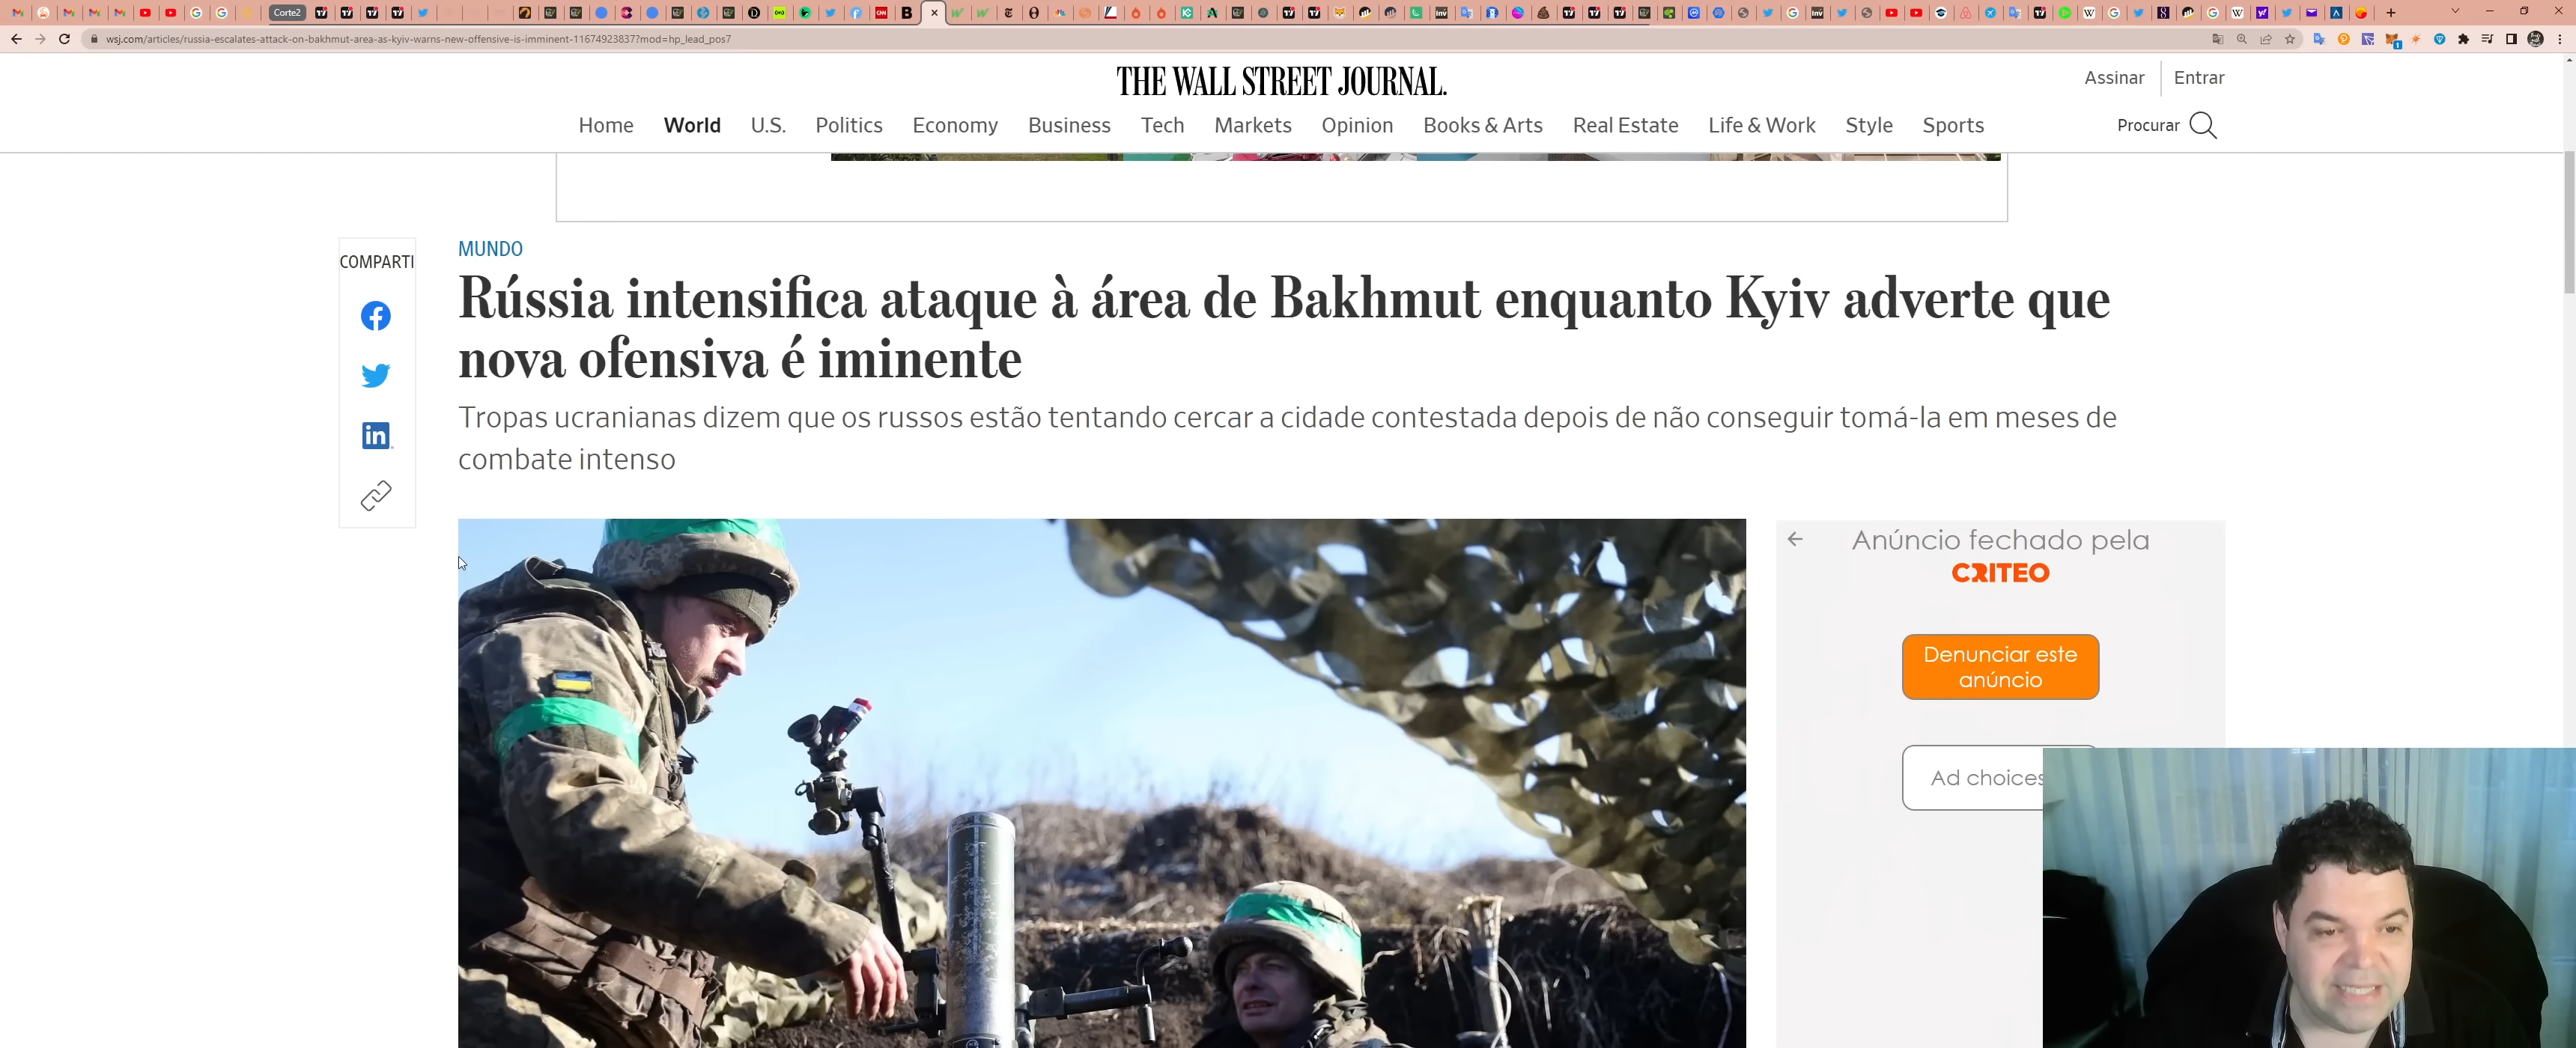 Corte2
wsj.com/articles/russia-escalates-attack-on-bakhmut-area-as-kyiv-warns-new-offensive-is-imminent-11674923837?mod=hp_lead_pos7
THE WALL STREET JOURNAL.
Assinar
Entrar
Home World U.S. Politics Economy Business Tech Markets Opinion Books & Arts Real Estate Life & Work Style Sports
Procurar
COMPARTI
MUNDO
Rússia intensifica ataque à área de Bakhmut enquanto Kyiv adverte que
nova ofensiva é iminente
Tropas ucranianas dizem que os russos estão tentando cercar a cidade contestada depois de não conseguir tomá-la em meses de
combate intenso
Anúncio fechado pela
CRITEO
Denunciar este
anúncio
Ad choices